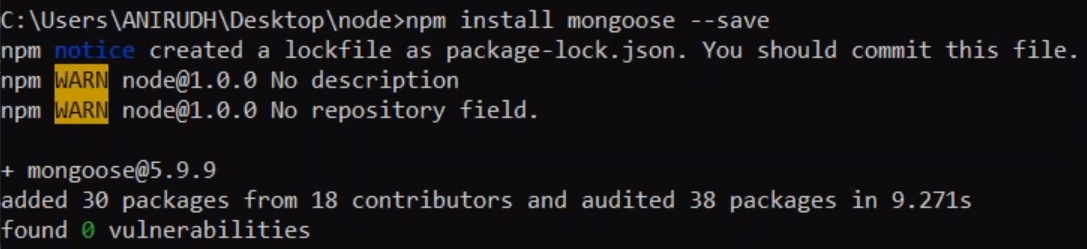 C:\Users\ANIRUDH\Desktop\node>npm install mongoose --save
npm notice created a lockfile as package-lock.json. You should commit this file.
npm WARN node@1.0.0 No description
npm WARN node@1.0.0 No repository field.
+ mongoose@5.9.9
added 30 packages from 18 contributors and audited 38 packages in 9.271s
found 0 vulnerabilities